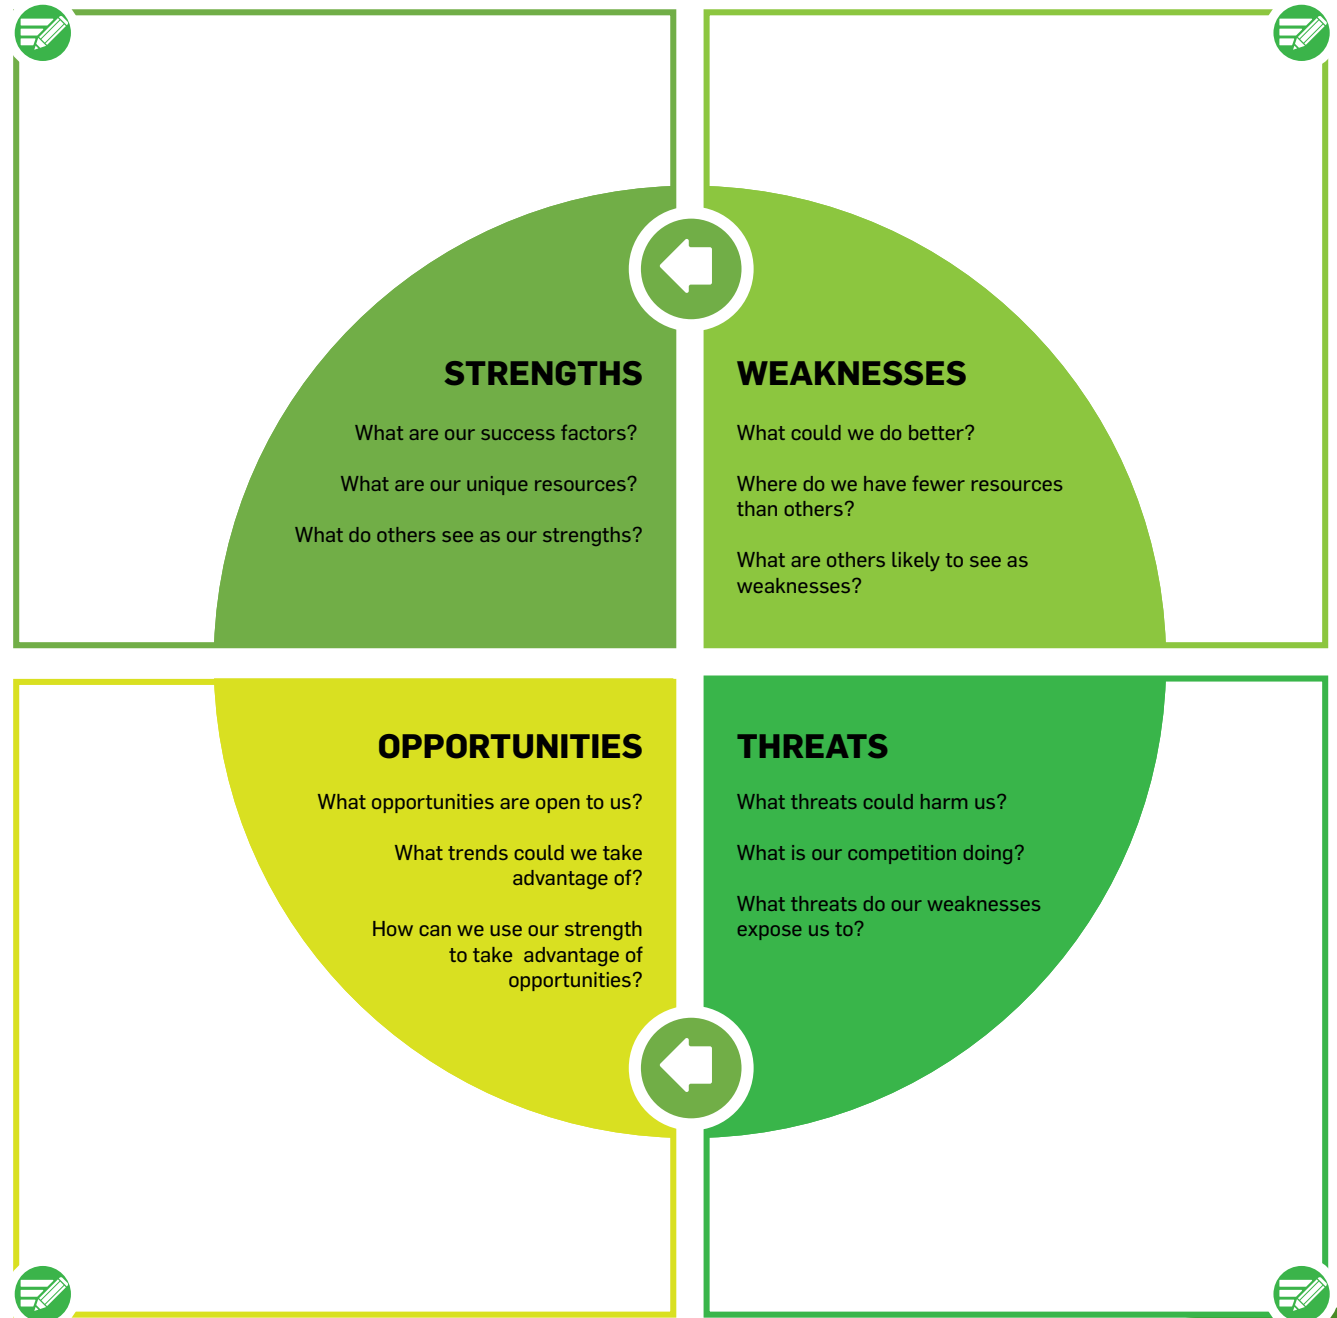 STRENGTHS
What are our success factors?
What are our unique resources?
What do others see as our strengths?
WEAKNESSES
What could we do better?
Where do we have fewer resources
than others?
What are others likely to see as
weaknesses?
OPPORTUNITIES
What opportunities are open to us?
What trends could we take
advantage of?
How can we use our strength
to take  advantage of
opportunities?
THREATS
What threats could harm us?
What is our competition doing?
What threats do our weaknesses
expose us to?